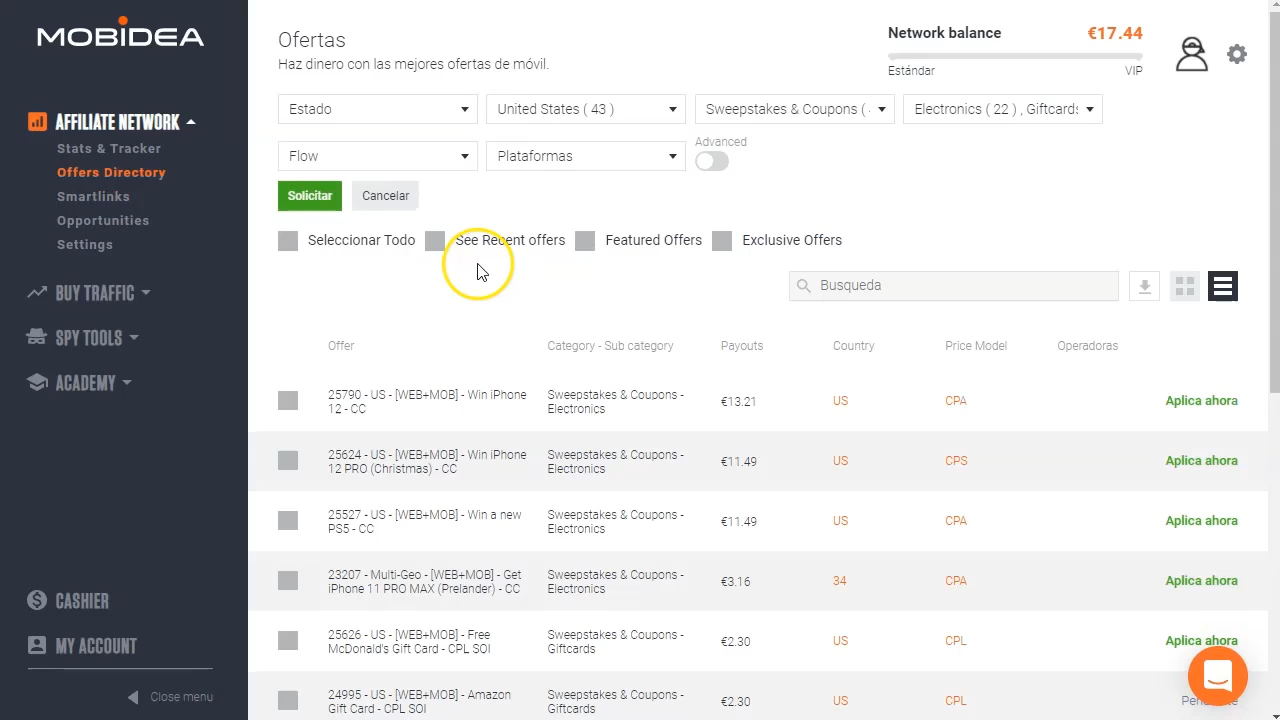 MOBIDEA
AFFILIATE NETWORK
Stats & Tracker
Offers Directory
Smartlinks
Opportunities
Settings
BUY TRAFFIC
SPY TOOLS
ACADEMY
CASHIER
MY ACCOUNT
Close menu
Ofertas
Haz dinero con las mejores ofertas de móvil.
Network balance €17.44
Estándar VIP
Estado United States ( 43 ) Sweepstakes & Coupons ( Electronics ( 22 ) , Giftcards
Flow Plataformas Advanced
Solicitar Cancelar
Seleccionar Todo See Recent offers Featured Offers Exclusive Offers
Busqueda
Offer Category - Sub category Payouts Country Price Model Operadoras
25790 - US - [WEB+MOB] - Win iPhone
12 - CC
Sweepstakes & Coupons -
Electronics
€13.21 US CPA Aplica ahora
25624 - US - [WEB+MOB] - Win iPhone
12 PRO (Christmas) - CC
Sweepstakes & Coupons -
Electronics
€11.49 US CPS Aplica ahora
25527 - US - [WEB+MOB] - Win a new
PS5 - CC
Sweepstakes & Coupons -
Electronics
€11.49 US CPA Aplica ahora
23207 - Multi-Geo - [WEB+MOB] - Get
iPhone 11 PRO MAX (Prelander) - CC
Sweepstakes & Coupons -
Electronics
€3.16 34 CPA Aplica ahora
25626 - US - [WEB+MOB] - Free
McDonald's Gift Card - CPL SOI
Sweepstakes & Coupons -
Giftcards
€2.30 US CPL Aplica ahora
24995 - US - [WEB+MOB] - Amazon
Gift Card - CPL SOI
Sweepstakes & Coupons -
Giftcards
€2.30 US CPL